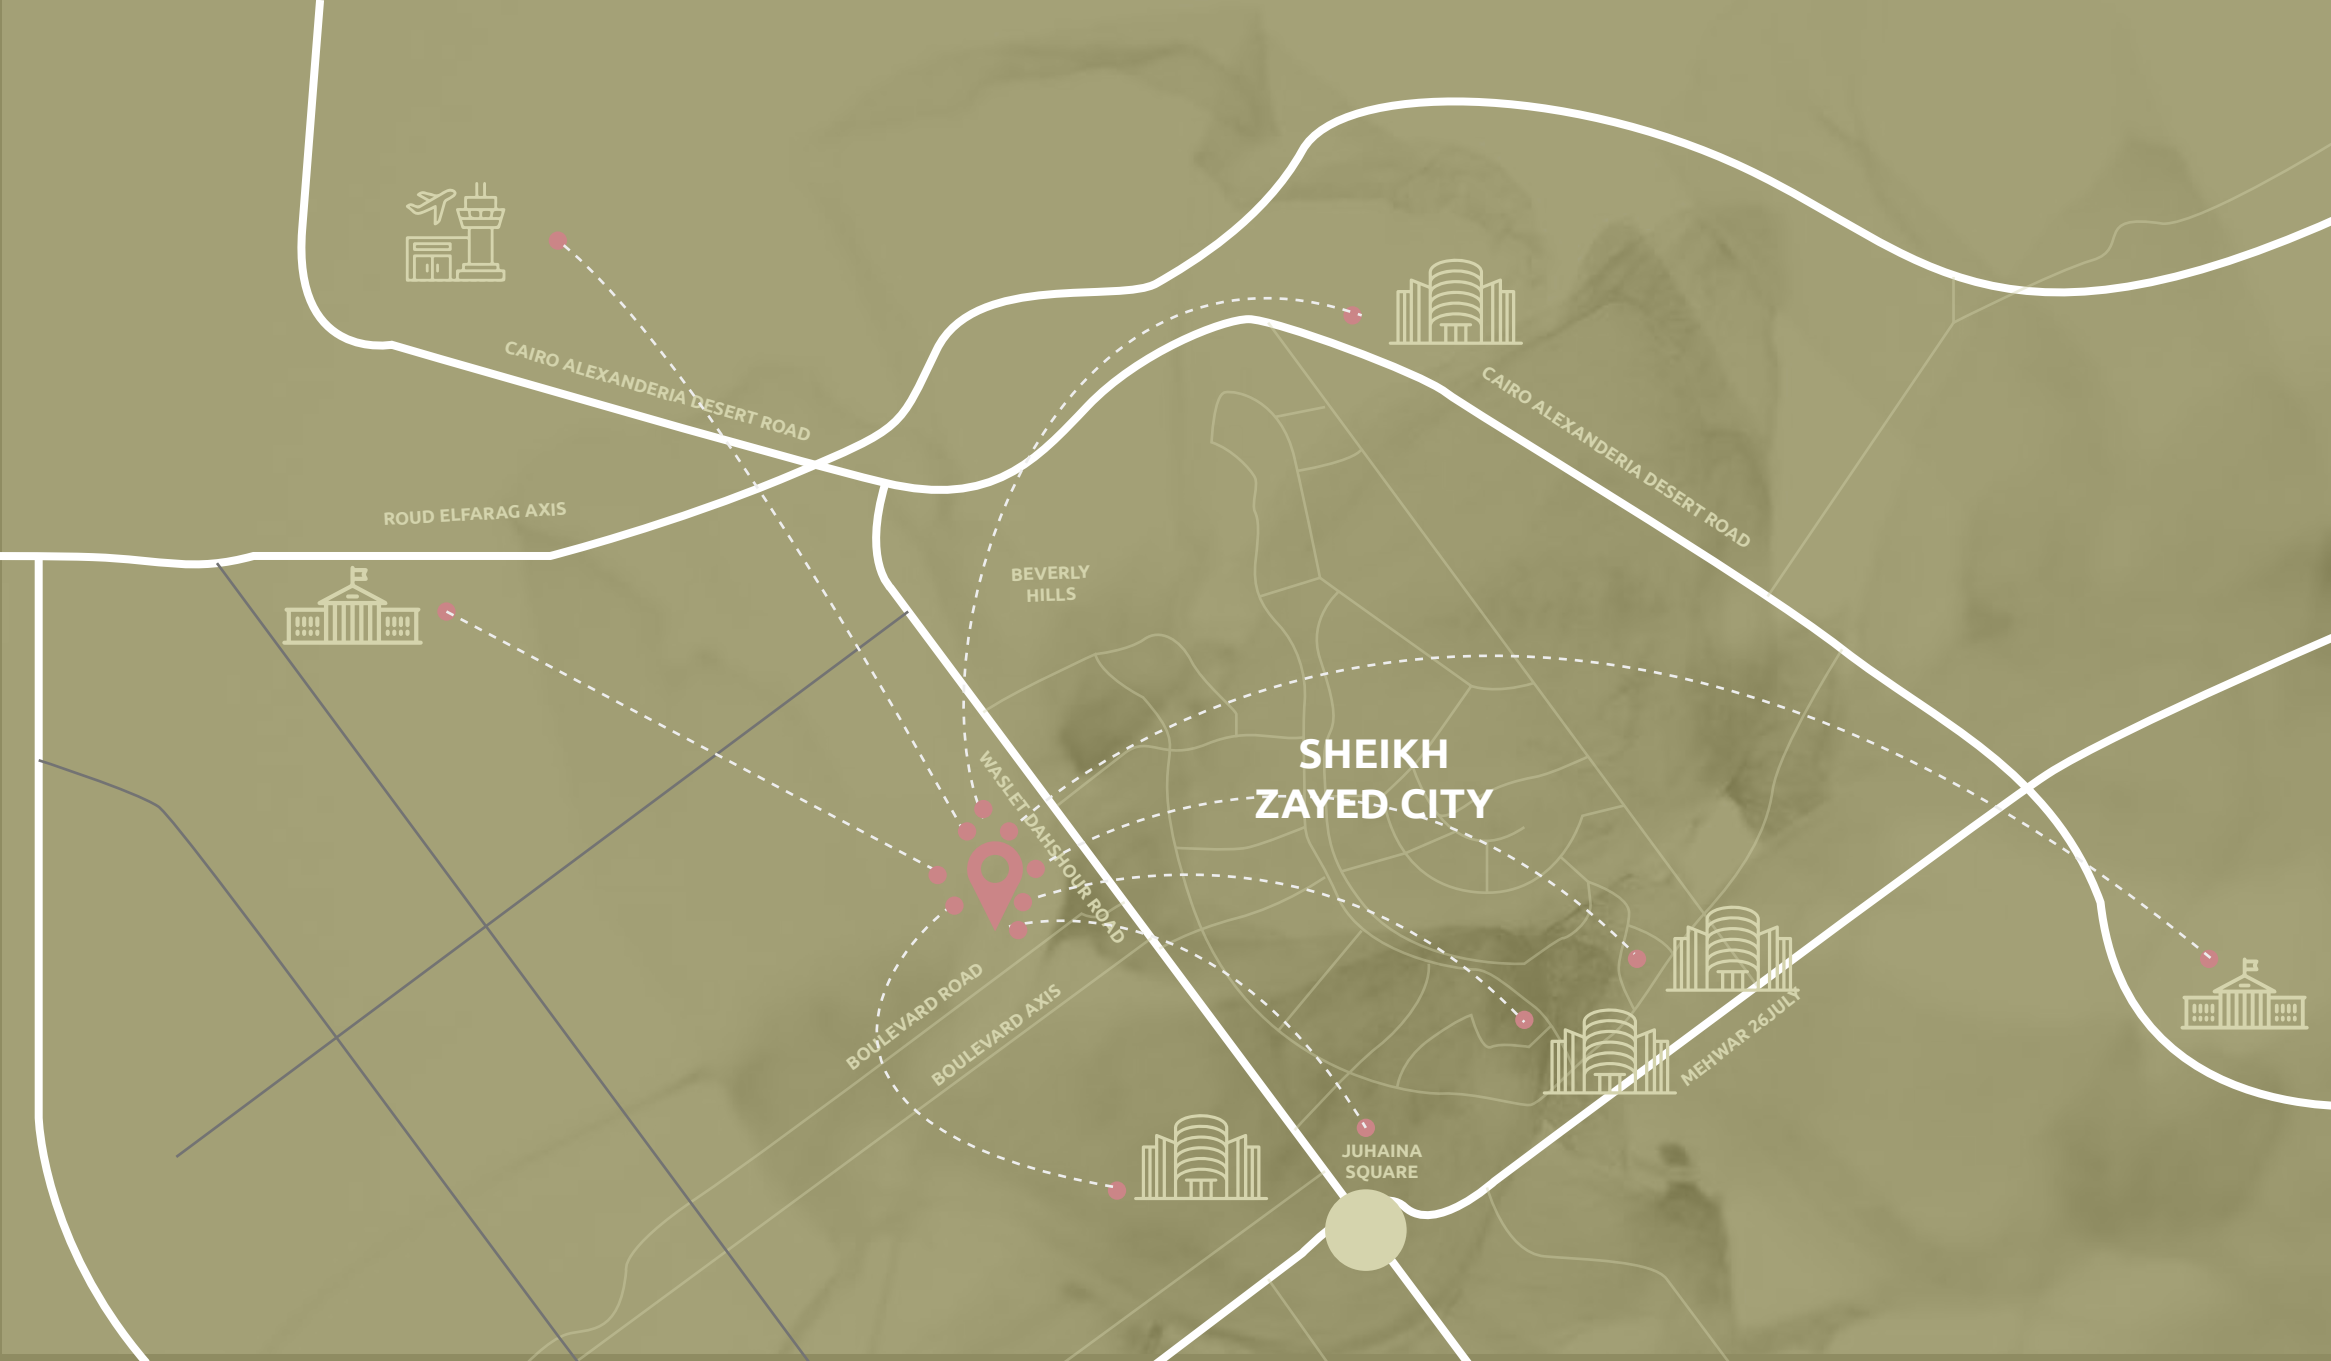 CAIRO ALEXANDERIA DESERT ROAD
CAIRO ALEXANDERIA DESERT ROAD
ROUD ELFARAG AXIS
BEVERLY
HILLS
SHEIKH
ZAYED CITY
WASLET DAHSHOUR ROAD
BOULEVARD ROAD
BOULEVARD AXIS
MEHWAR 26JULY
JUHAINA
SQUARE